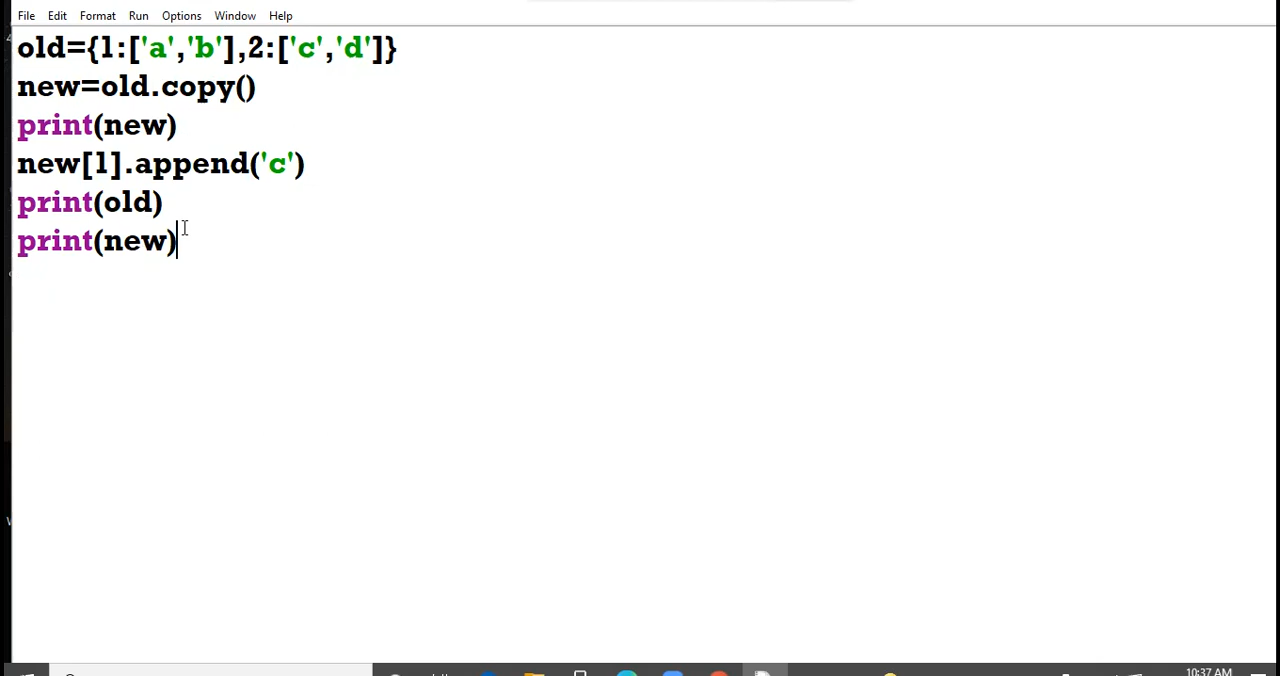 File Edit Format Run Options Window Help
old={1:['a','b'],2:['c','d']}
new=old.copy()
print(new)
new[1].append('c')
print(old)
print(new)
10:37 AM